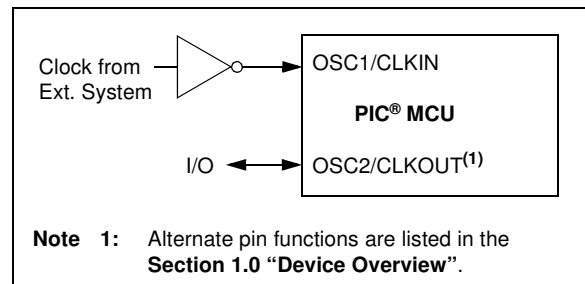 Clock from
Ext. System
OSC1/CLKIN
PIC® MCU
I/O
OSC2/CLKOUT(1)
Note 1: Alternate pin functions are listed in the
Section 1.0 “Device Overview”.